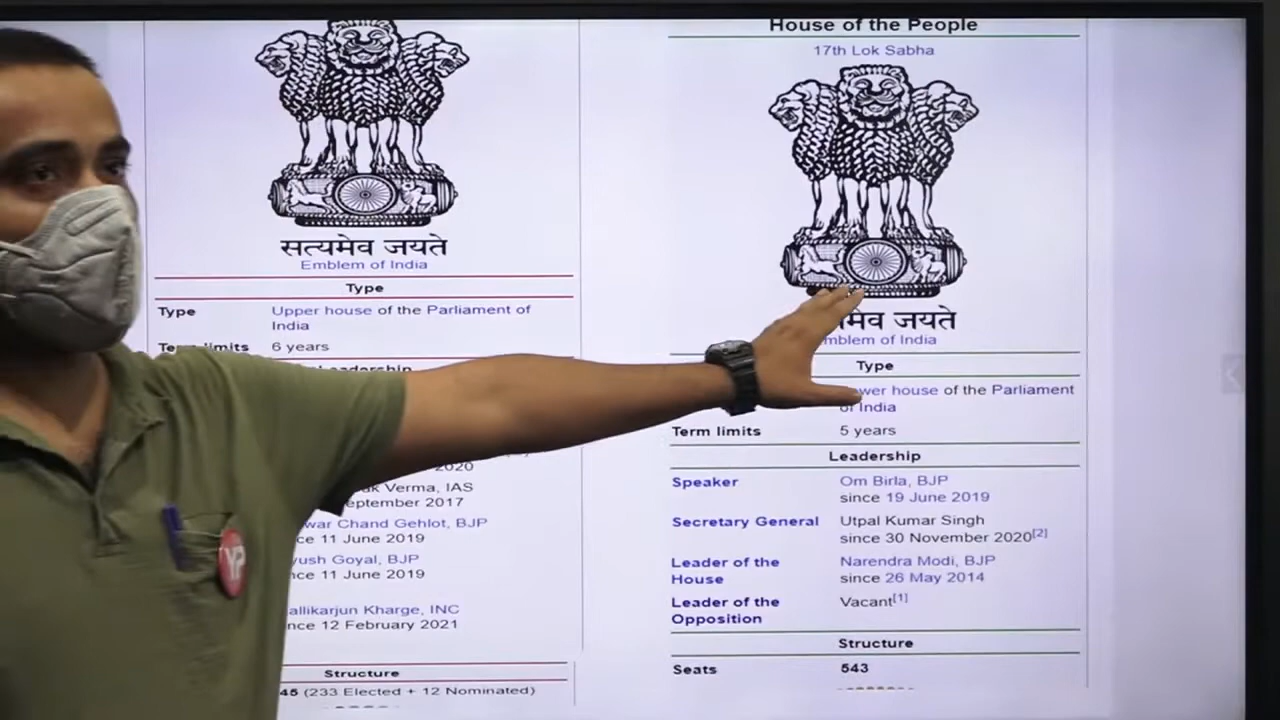 सत्यमेव जयते
Emblem of India
Type
Type Upper house of the Parliament of
India
limits 6 years
2020
Verma, IAS
2017
Chand Gehlot, BJP
11 June 2019
Goyal, BJP
11 June 2019
Kharge, INC
12 February 2021
Structure
(233 Elected + 12 Nominated)
House of the People
17th Lok Sabha
जयते
of India
Type
house of the Parliament
of India
Term limits 5 years
Leadership
Speaker Om Birla, BJP
since 19 June 2019
Secretary General Utpal Kumar Singh
since 30 November 2020[2]
Leader of the Narendra Modi, BJP
House since 26 May 2014
Leader of the Vacant[1]
Opposition
Structure
Seats 543
YP